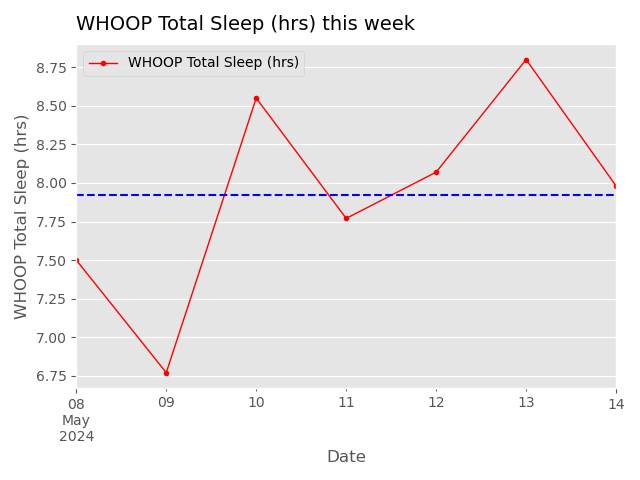 WHOOP Total Sleep (hrs) this week
WHOOP Total Sleep (hrs)
WHOOP Total Sleep (hrs)
8.75
8.50
8.25
8.00
7.75
7.50
7.25
7.00
6.75
08 09 10 11 12 13 14
May
2024
Date